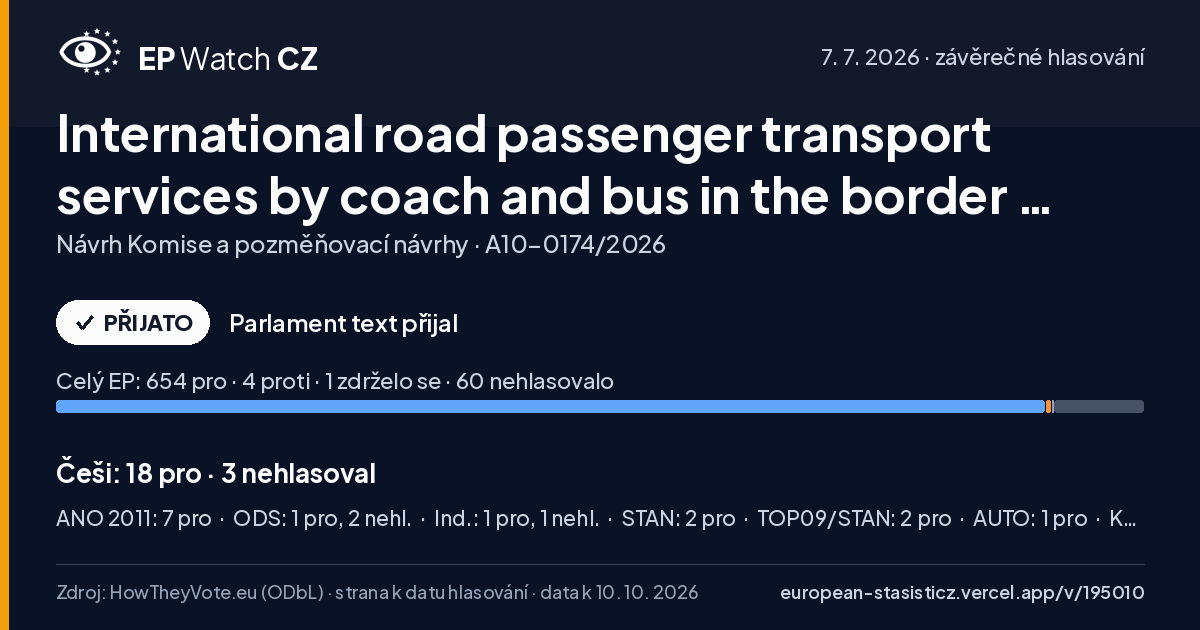 EP Watch CZ
7. 7. 2026 · závěrečné hlasování
International road passenger transport
services by coach and bus in the border …
Návrh Komise a pozměňovací návrhy · A10-0174/2026
✓ PŘIJATO
Parlament text přijal
Celý EP: 654 pro · 4 proti · 1 zdrželo se · 60 nehlasovalo
Češi: 18 pro · 3 nehlasoval
ANO 2011: 7 pro · ODS: 1 pro, 2 nehl. · Ind.: 1 pro, 1 nehl. · STAN: 2 pro · TOP09/STAN: 2 pro · AUTO: 1 pro · K…
Zdroj: HowTheyVote.eu (ODbL) · strana k datu hlasování · data k 10. 10. 2026
european-stasisticz.vercel.app/v/195010